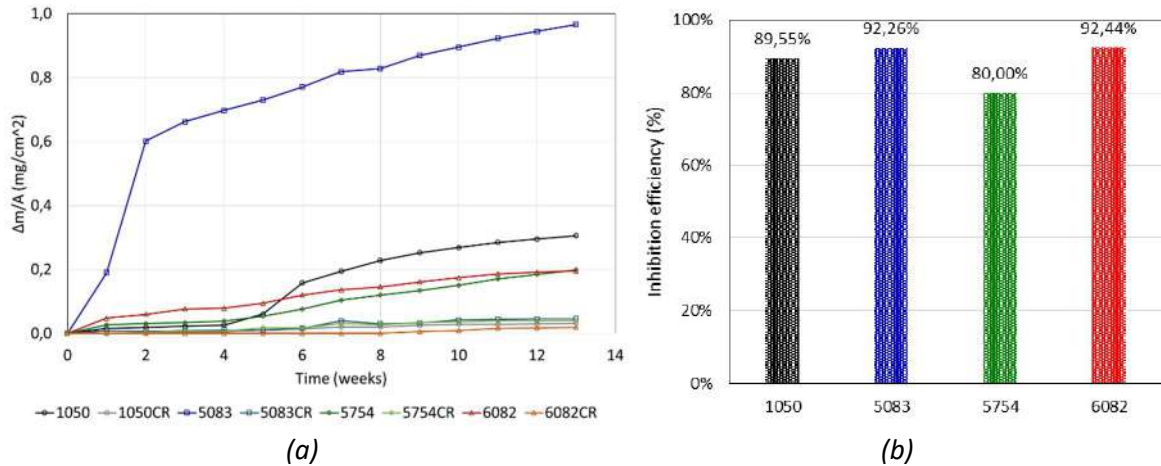 1,0
0,8
0,6
0,4
0,2
0,0
Δm/A (mg/cm^2)
0 2 4 6 8 10 12 14
Time (weeks)
1050 1050CR 5083 5083CR 5754 5754CR 6082 6082CR
(a)
100%
80%
60%
40%
20%
0%
Inhibition efficiency (%)
89,55%
92,26%
80,00%
92,44%
1050 5083 5754 6082
(b)